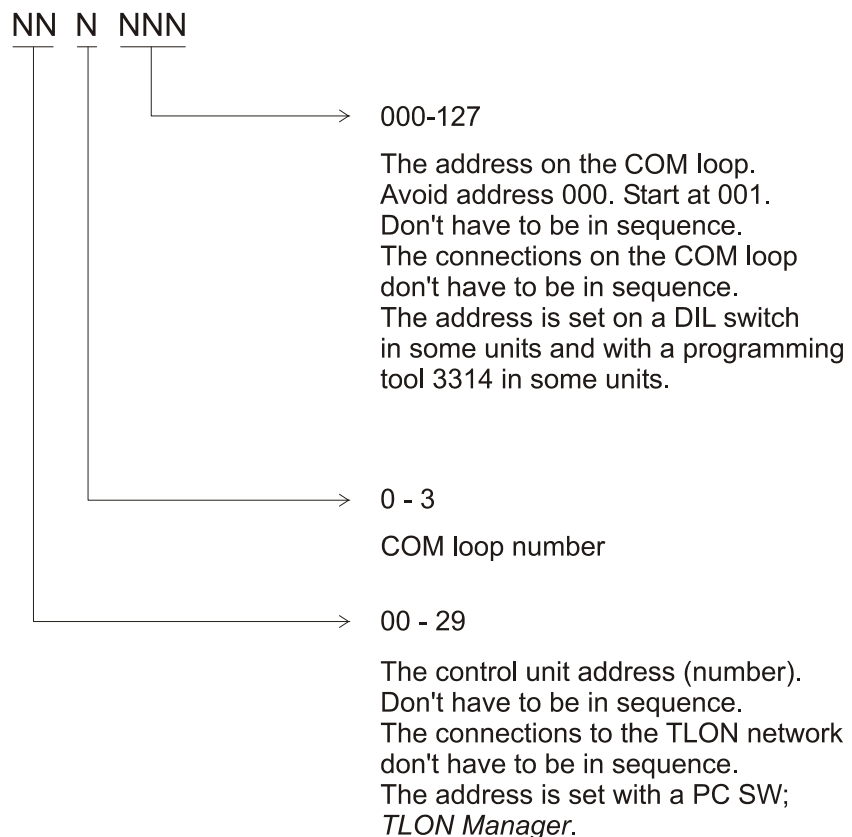 NN N NNN
000-127
The address on the COM loop.
Avoid address 000. Start at 001.
Don't have to be in sequence.
The connections on the COM loop
don't have to be in sequence.
The address is set on a DIL switch
in some units and with a programming
tool 3314 in some units.
0 - 3
COM loop number
00 - 29
The control unit address (number).
Don't have to be in sequence.
The connections to the TLON network
don't have to be in sequence.
The address is set with a PC SW;
TLON Manager.